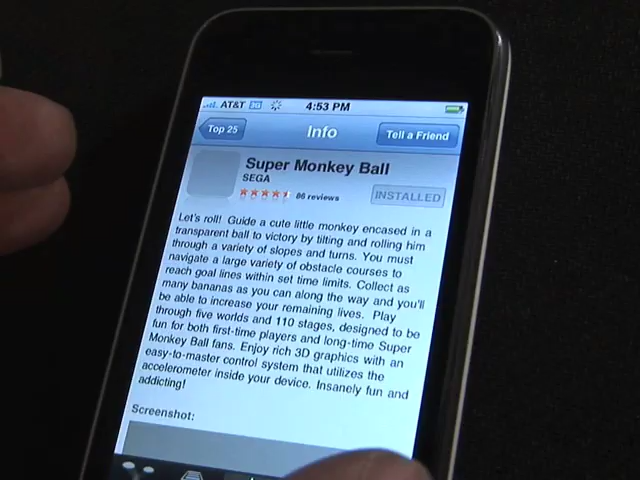 AT&T 3G 4:53 PM
Top 25 Info Tell a Friend
Super Monkey Ball
SEGA
86 reviews INSTALLED
Let's roll! Guide a cute little monkey encased in a
transparent ball to victory by tilting and rolling him
through a variety of slopes and turns. You must
navigate a large variety of obstacle courses to
reach goal lines within set time limits. Collect as
many bananas as you can along the way and you'll
be able to increase your remaining lives. Play
through five worlds and 110 stages, designed to be
fun for both first-time players and long-time Super
Monkey Ball fans. Enjoy rich 3D graphics with an
easy-to-master control system that utilizes the
accelerometer inside your device. Insanely fun and
addicting!
Screenshot: